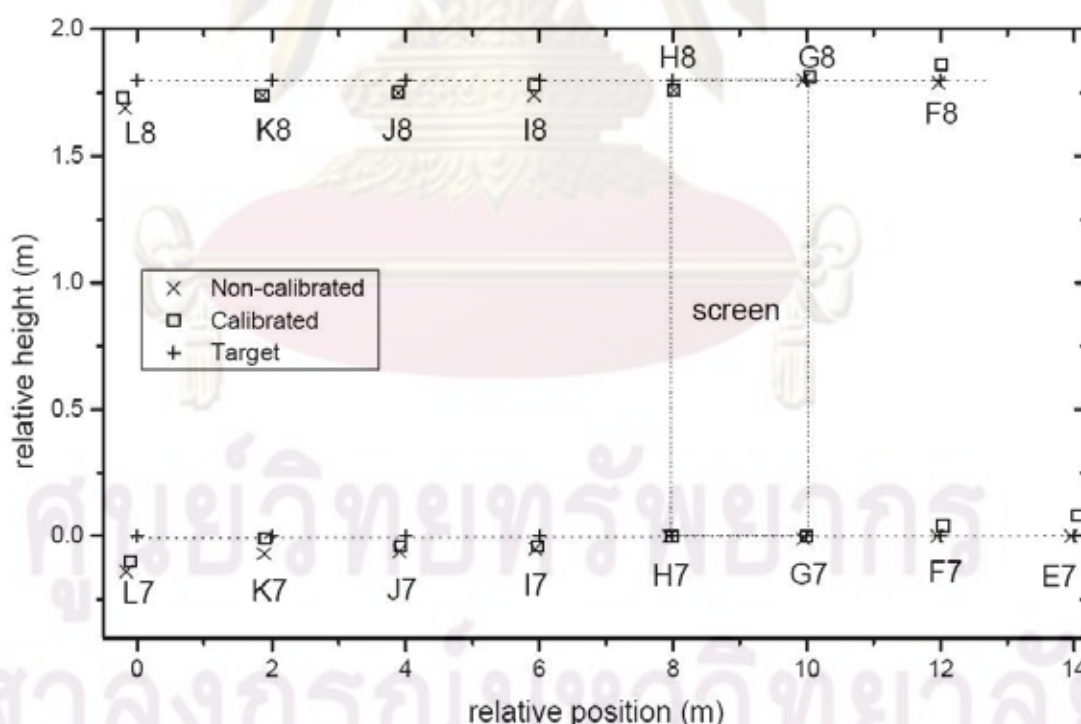 2.0
H8
G8
L8
K8
J8
I8
F8
1.5
relative height (m)
1.0
Non-calibrated
Calibrated
Target
screen
0.5
ศูนย์วิทยทรัพยากร
0.0
L7
K7
J7
I7
H7
G7
F7
E7
0
2
4
6
8
10
12
14
relative position (m)